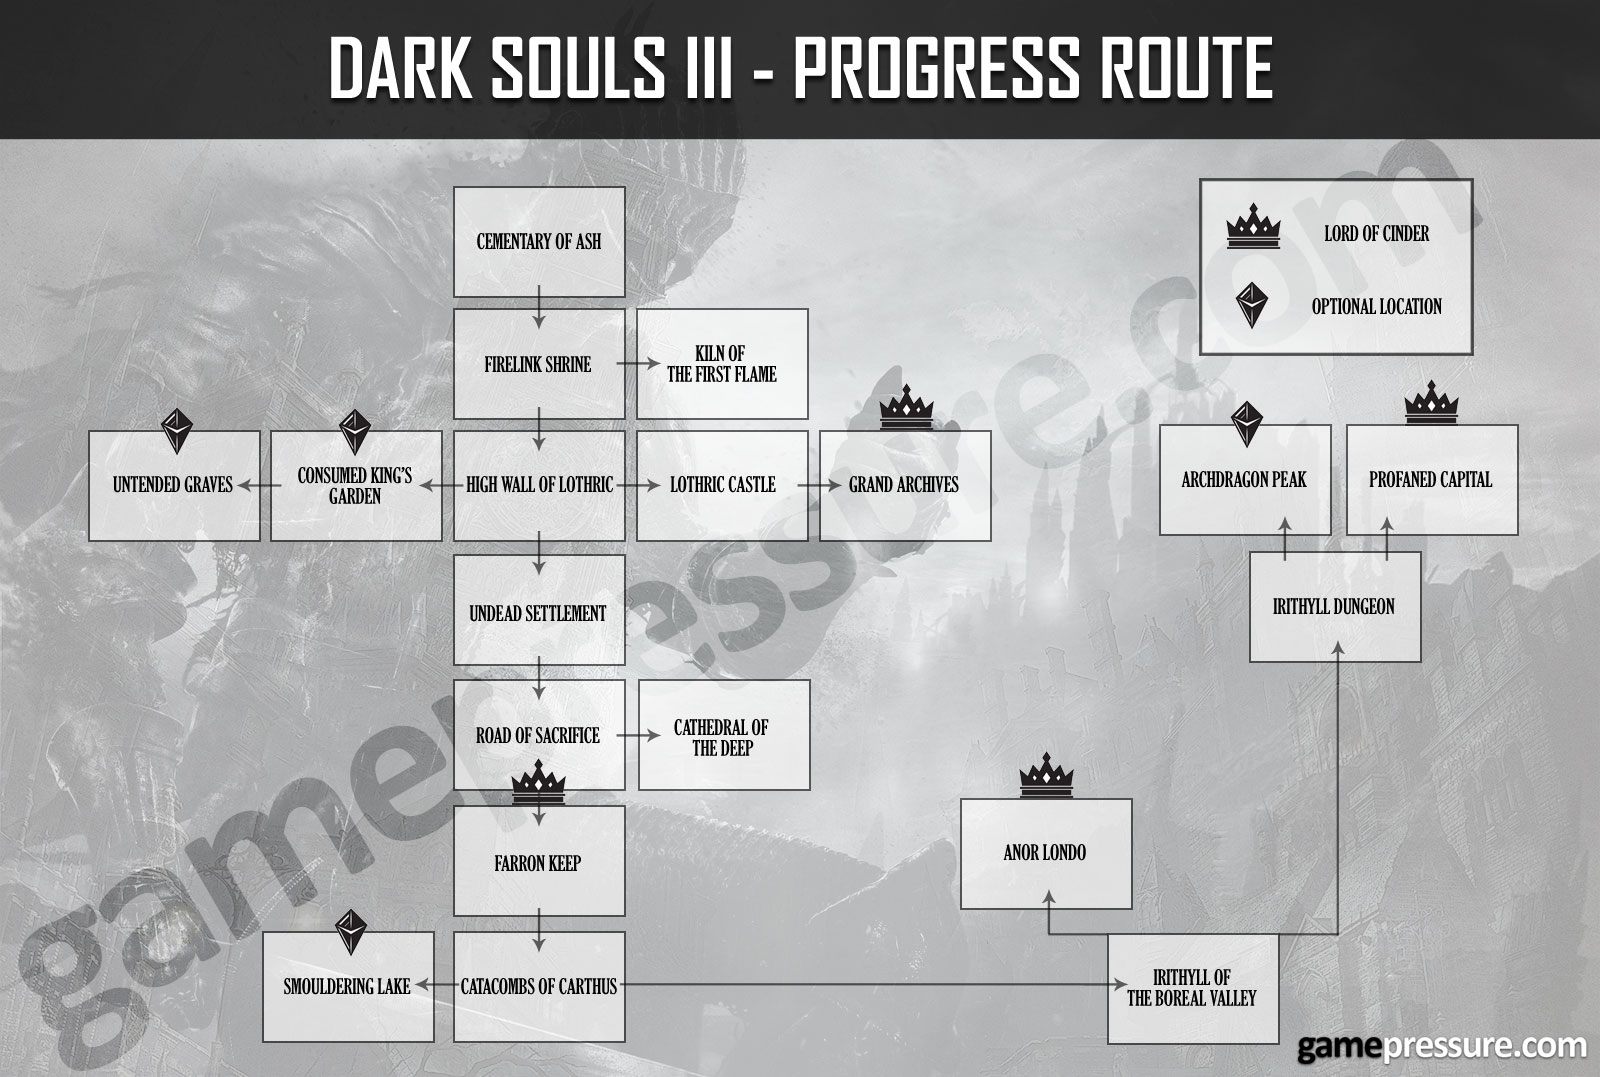 DARK SOULS III - PROGRESS ROUTE
CEMENTARY OF ASH
LORD OF CINDER
OPTIONAL LOCATION
FIRELINK SHRINE
KILN OF
THE FIRST FLAME
UNTENDED GRAVES
CONSUMED KING'S
GARDEN
HIGH WALL OF LOTHRIC
LOTHRIC CASTLE
GRAND ARCHIVES
ARCHDRAGON PEAK
PROFANED CAPITAL
UNDEAD SETTLEMENT
IRITHYLL DUNGEON
ROAD OF SACRIFICE
CATHEDRAL OF
THE DEEP
FARRON KEEP
ANOR LONDO
SMOULDERING LAKE
CATACOMBS OF CARTHUS
IRITHYLL OF
THE BOREAL VALLEY
gamepressure.com
gamepressure.com